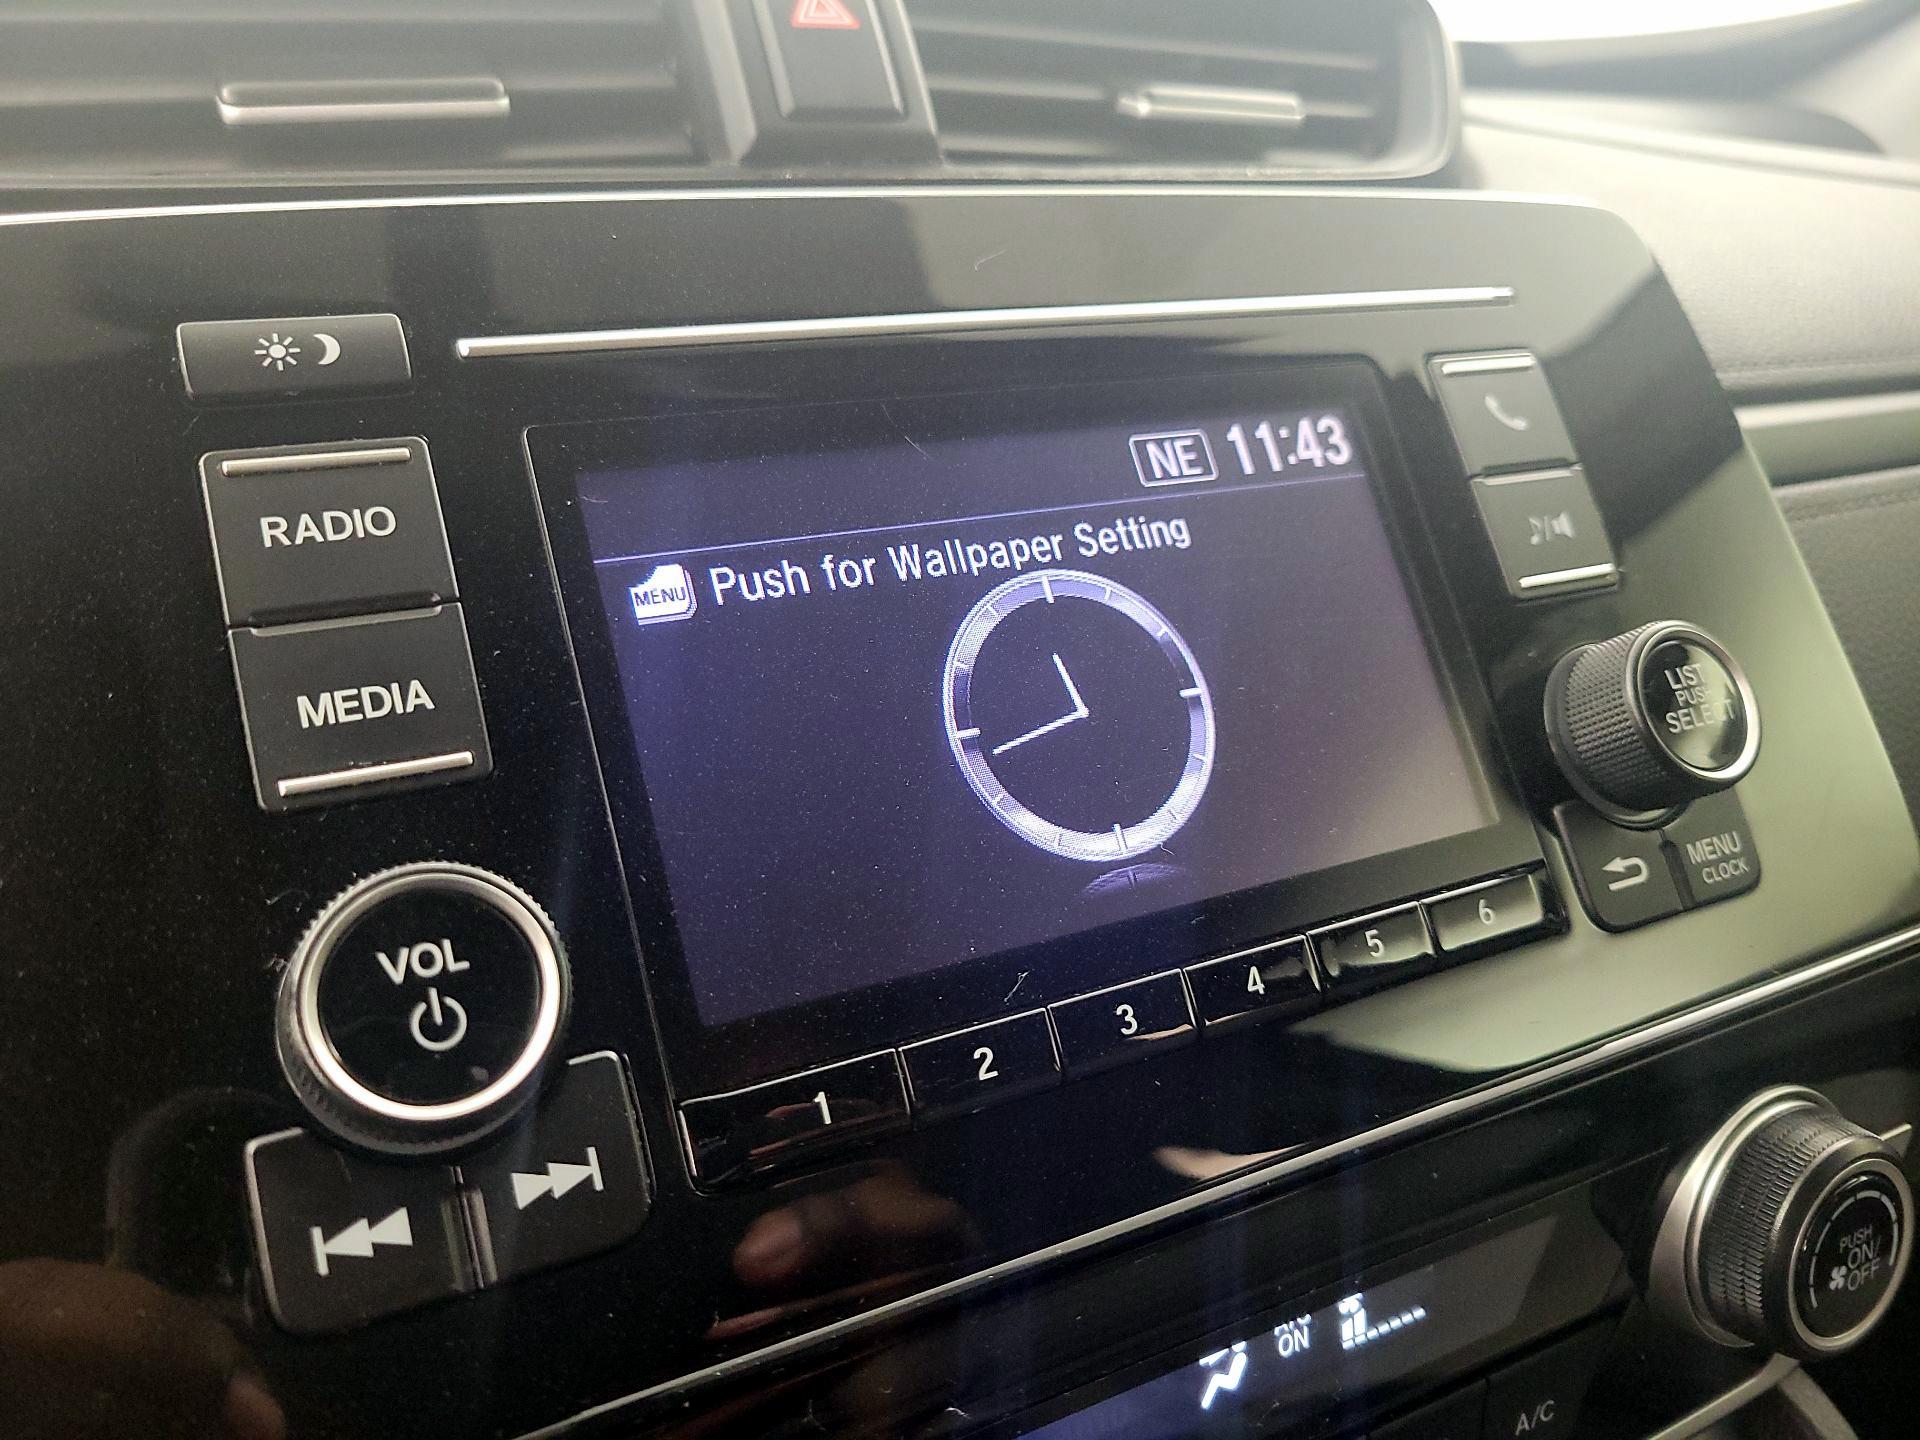 NE 11:43
MENU Push for Wallpaper Setting
RADIO
MEDIA
VOL
LIST
PUSH
SELECT
MENU
CLOCK
1 2 3 4 5 6
PUSH
ON/
OFF
A/C
ON
A/C